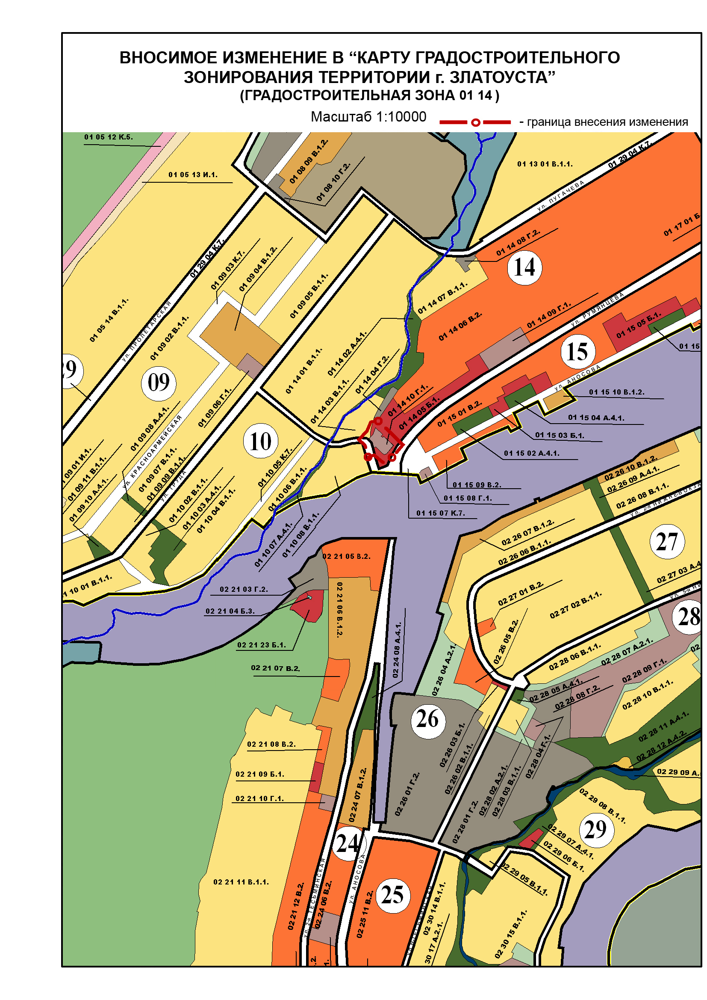 ВНОСИМОЕ ИЗМЕНЕНИЕ В “КАРТУ ГРАДОСТРОИТЕЛЬНОГО
ЗОНИРОВАНИЯ ТЕРРИТОРИИ г. ЗЛАТОУСТА”
(ГРАДОСТРОИТЕЛЬНАЯ ЗОНА 01 14 )
Масштаб 1:10000
- граница внесения изменения
01 05 12 К.5.
01 05 13 И.1.
01 08 09 В.1.2.
01 08 10 Г.2.
01 13 01 В.1.1.
01 29 04 К.7.
ул. ПУГАЧЕВА
01 17 01 Б.
01 14 08 Г.2.
14
01 29 04 К.7.
01 09 03 К.7.
01 09 04 В.1.2.
01 09 05 В.1.1.
01 14 07 В.1.1.
01 14 06 В.2.
01 14 09 Г.1.
ул. РУМЯНЦЕВА
01 15 05 Б.1.
01 15
01 05 14 В.1.1.
ул. ПРОЛЕТАРСКАЯ
01 09 02 В.1.1.
01 14 01 В.1.1.
01 14 02 А.4.1.
01 14 04 Г.2.
01 14 03 В.1.1.
15
ул. АНОСОВА
09
01 09 06 Г.1.
01 14 10 Г.1.
01 14 05 Б.1.
01 15 01 В.2.
01 15 10 В.1.2.
01 15 04 А.4.1.
01 15 03 Б.1.
01 15 02 А.4.1.
01 15 09 В.2.
01 15 08 Г.1.
01 15 07 К.7.
01 09 08 А.4.1.
ул. КРАСНОАРМЕЙСКАЯ
10
01 09 07 В.1.1.
01 09 09 В.1.1.
ул. ТРУДА
09 01 И.1.
01 09 11 В.1.1.
01 09 10 А.4.1.
01 10 02 В.1.1.
01 10 03 А.4.1.
01 10 04 В.1.1.
01 10 05 К.7.
01 10 06 В.1.1.
01 10 07 А.4.1.
01 10 08 В.1.1.
10 01 В.1.1.
02 26 10 В.1.2.
02 26 09 А.4.1.
02 26 08 В.1.1.
ул. 2-я НИЖНЕ-ВОКЗА
02 26 07 В.1.2.
02 26 06 В.1.1.
27
02 27 03 А.4
ул. 5-я НИ
02 27 01 В.2.
02 27 02 В.1.1.
28
02 21 05 В.2.
02 21 03 Г.2.
02 21 04 Б.3.
02 21 06 В.1.2.
02 21 23 Б.1.
02 21 07 В.2.
02 24 08 А.4.1.
02 26 04 А.2.1.
02 26 05 В.2.
02 28 06 В.1.1.
02 28 07 А.2.1.
02
02 28 09 Г.1.
02 28 05 А.4.1.
02 28 08 Г.2.
02 28 10 В.1.1.
26
02 28 11 А.4.1.
02 28 12 А.4.2.
02 29 09 А.
02 21 08 В.2.
02 21 09 Б.1.
02 21 10 Г.1.
02 24 07 В.1.2.
02 26 01 Г.2.
02 26 03 Б.1.
02 26 02 В.1.1.
02 28 01 Г.2.
02 28 02 А.2.1.
02 28 03 В.1.1.
02 28 04 Г.1.
02 29 08 В.1.1.
29
02 29 07 А.4.1.
02 29 06 Б.1.
02 29 05 В.1.1.
24
02 21 11 В.1.1.
02 21 12 В.2.
ул. 2-я ТЕСЬМИНСКАЯ
02 24 06 В.2.
ул. АНОСОВА
02 25 11 В.2.
25
02 30 14 В.1.1.
30 17 А.2.1.
02 30 15 В.1.1.